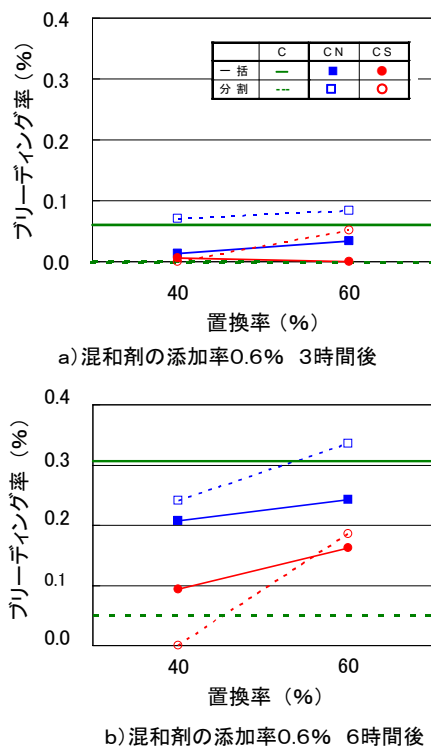 0.4
0.3
0.2
0.1
0.0
ブリーディング率(%)
C CN CS
一括
分割
40 60
置換率(%)
a)混和剤の添加率0.6% 3時間後
0.4
0.3
0.2
0.1
0.0
ブリーディング率(%)
40 60
置換率(%)
b)混和剤の添加率0.6% 6時間後